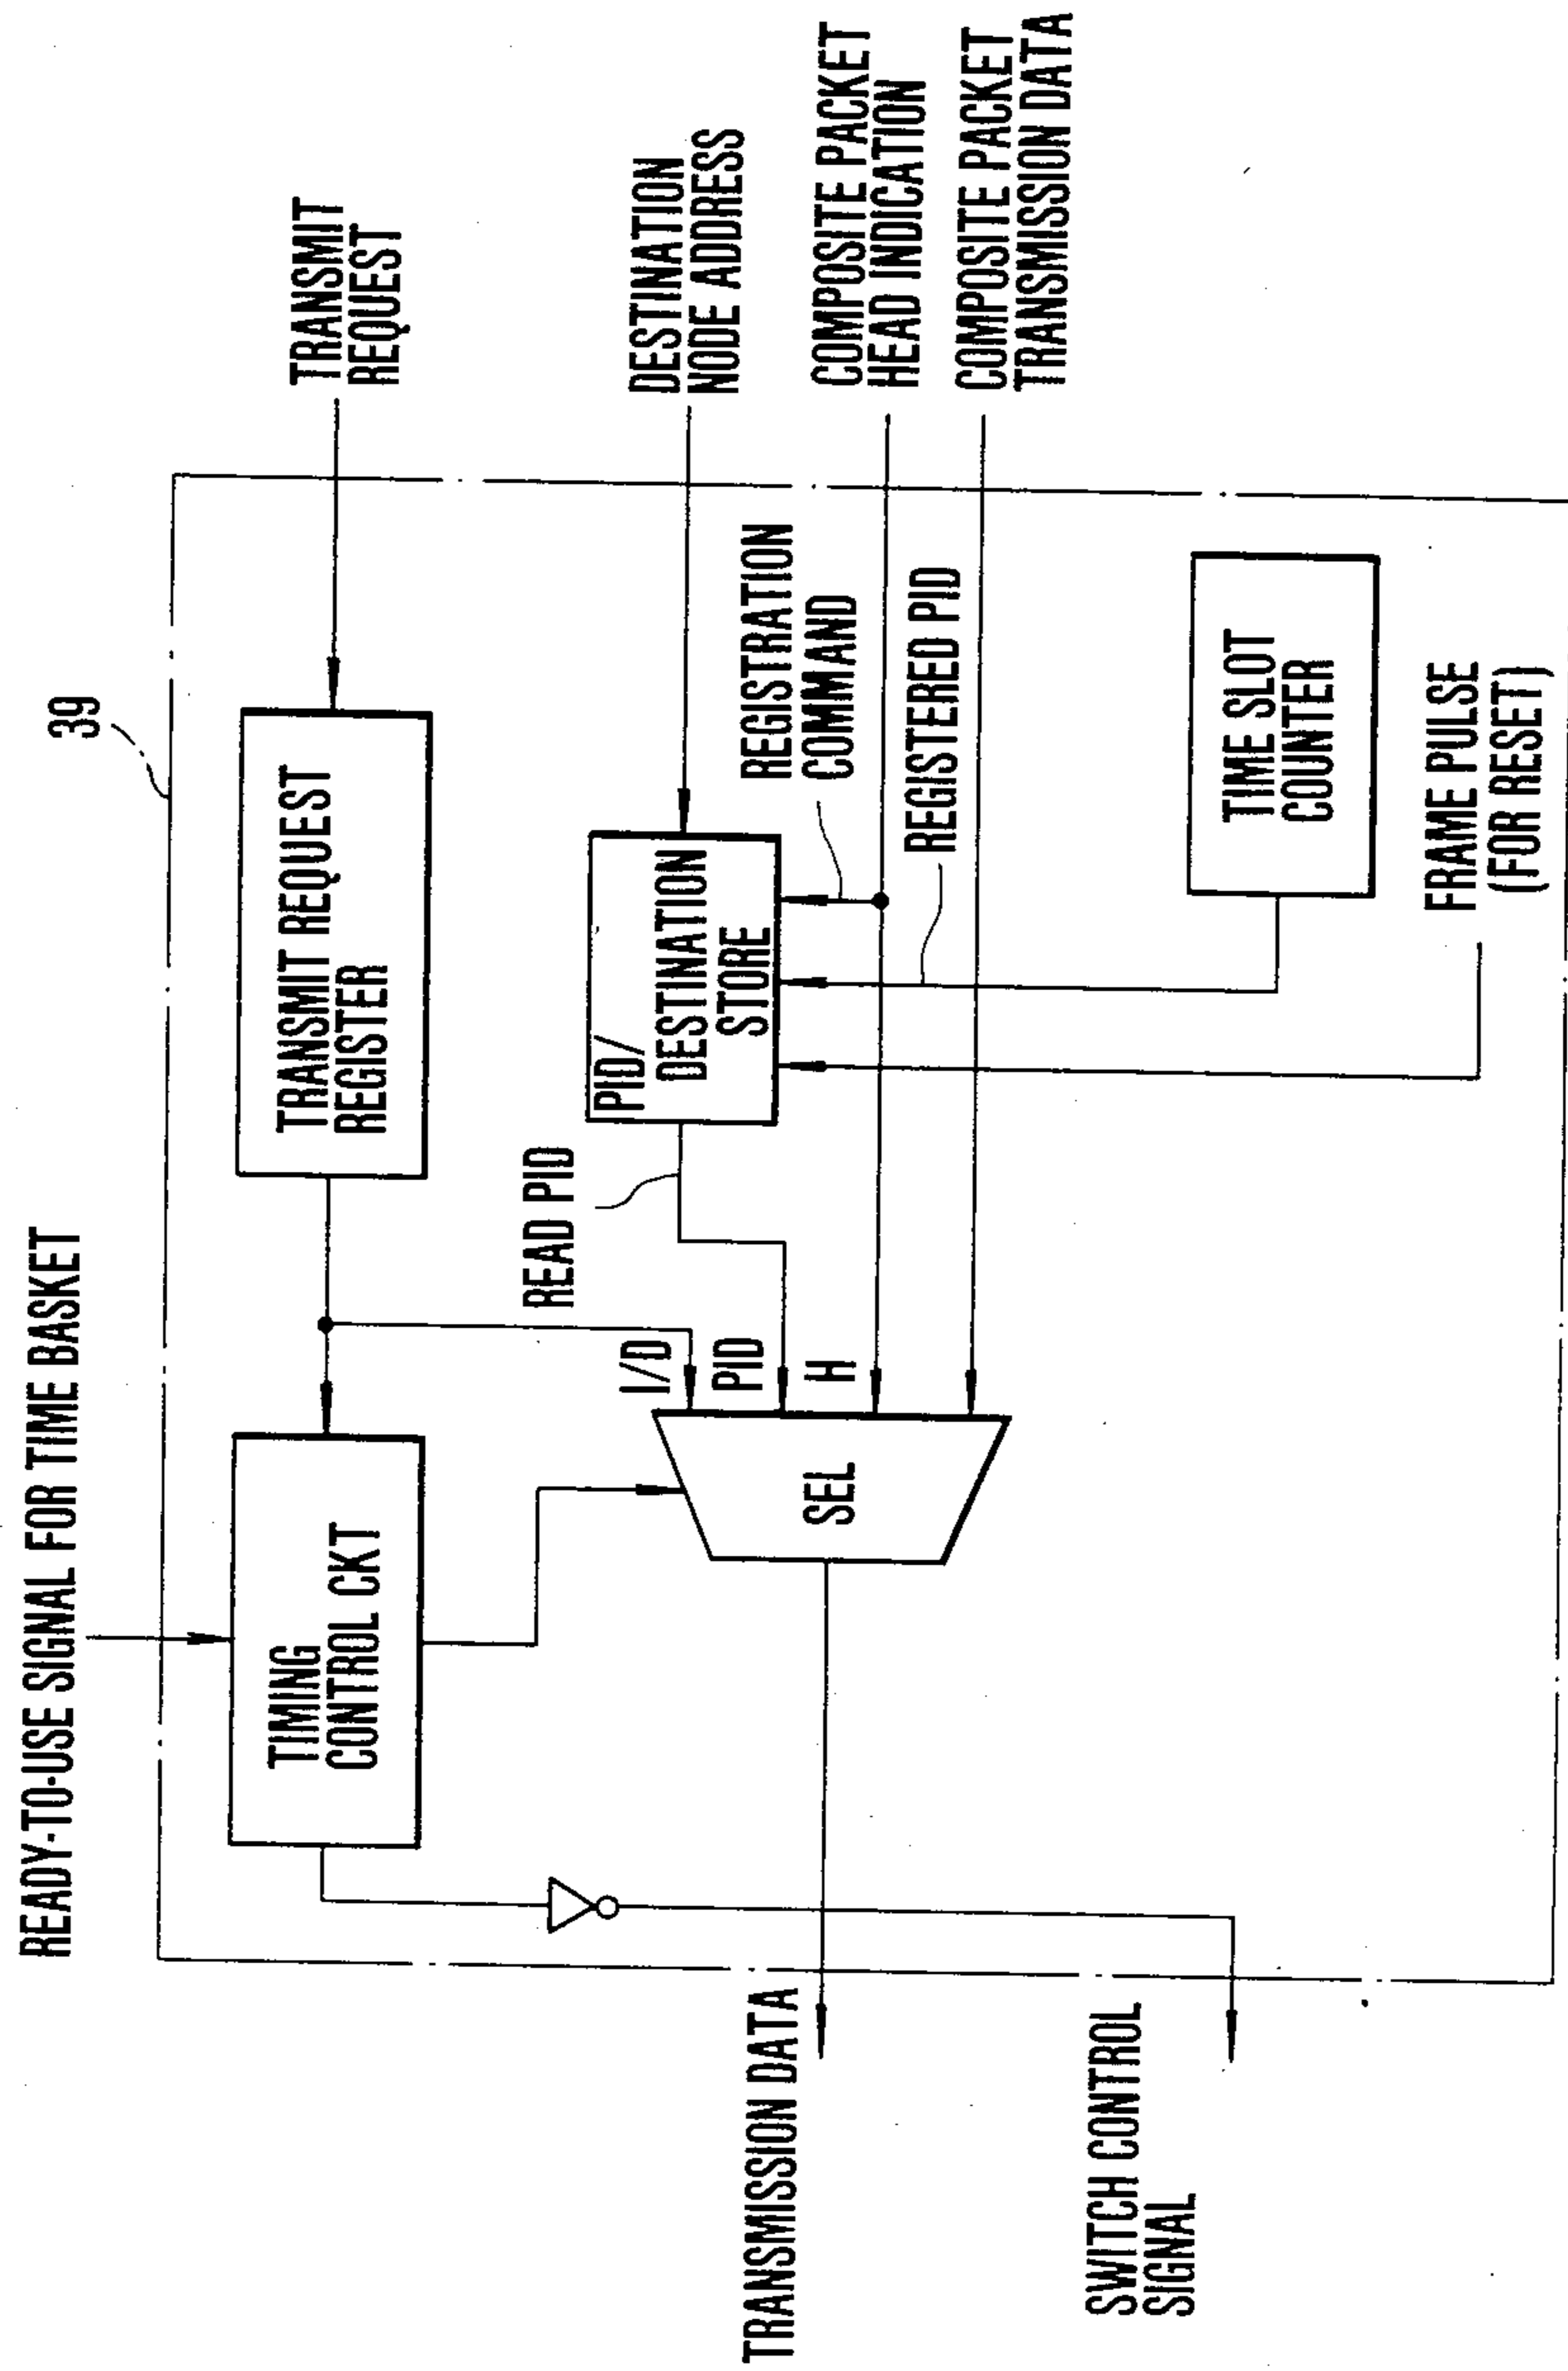 READY-TO-USE SIGNAL FOR TIME BASKET
39
TRANSMIT
REQUEST
TRANSMIT REQUEST
REGISTER
TIMING
CONTROL CKT
READ PID
PID/
DESTINATION
STORE
DESTINATION
NODE ADDRESS
I/D
PID
H
SEL
REGISTRATION
COMMAND
REGISTERED PID
COMPOSITE PACKET
HEAD INDICATION
COMPOSITE PACKET
TRANSMISSION DATA
TRANSMISSION DATA
SWITCH CONTROL
SIGNAL
TIME SLOT
COUNTER
FRAME PULSE
(FOR RESET)